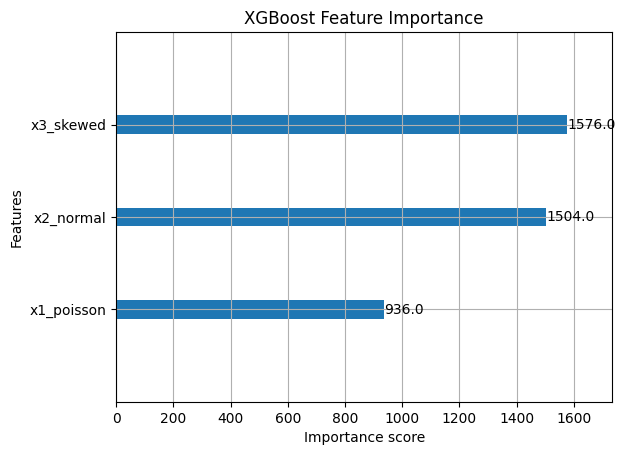 XGBoost Feature Importance
Features
x3_skewed
1576.0
x2_normal
1504.0
x1_poisson
936.0
0 200 400 600 800 1000 1200 1400 1600
Importance score